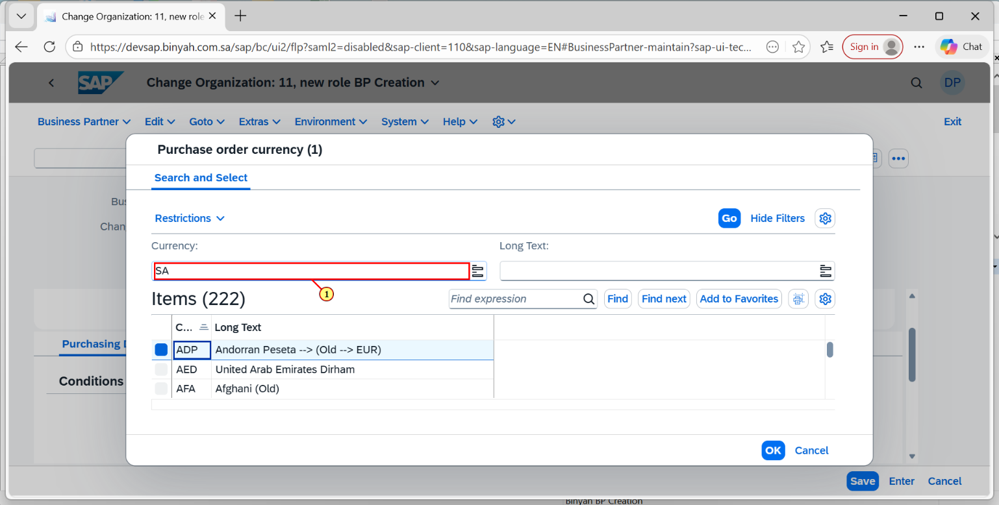 Change Organization: 11, new role
https://devsap.binyah.com.sa/sap/bc/ui2/flp?saml2=disabled&sap-client=110&sap-language=EN#BusinessPartner-maintain?sap-ui-tec...
Sign in
Chat
SAP
Change Organization: 11, new role BP Creation
DP
Business Partner
Edit
Goto
Extras
Environment
System
Help
Exit
Purchase order currency (1)
Search and Select
Bus
Restrictions
Go
Hide Filters
Chan
Currency:
Long Text:
SA
1
Items (222)
Find expression
Find
Find next
Add to Favorites
C...
Long Text
Purchasing D
ADP
Andorran Peseta --> (Old --> EUR)
AED
United Arab Emirates Dirham
Conditions
AFA
Afghani (Old)
OK
Cancel
Save
Enter
Cancel
Binyah BP Creation